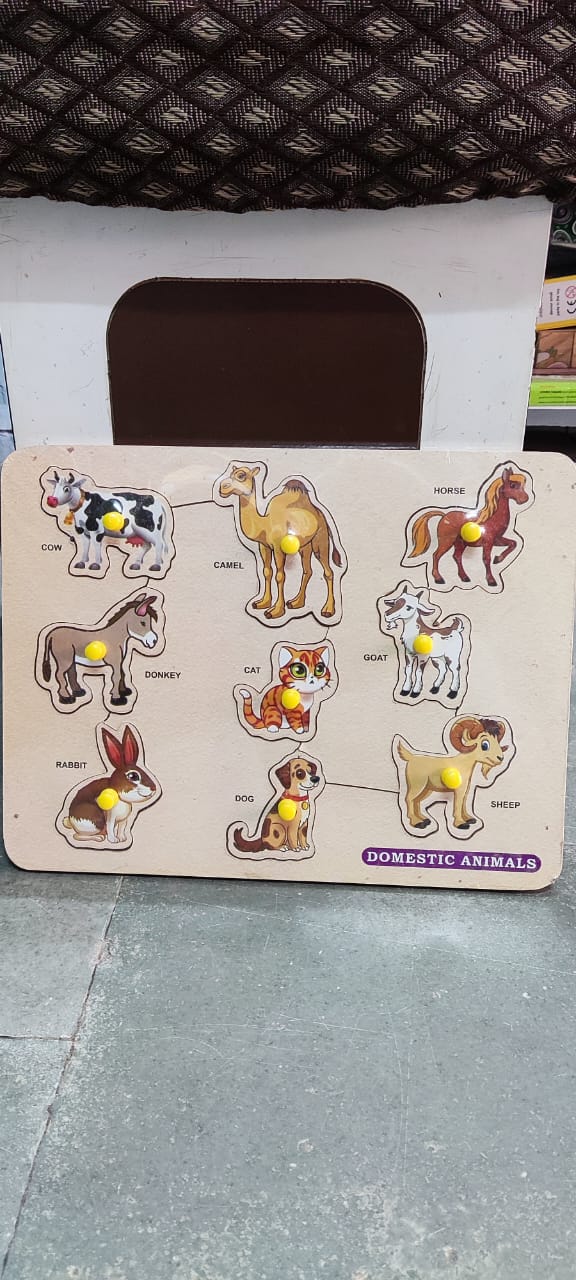 HORSE
COW
CAMEL
GOAT
CAT
DONKEY
RABBIT
DOG
SHEEP
DOMESTIC ANIMALS